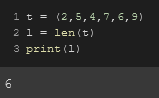 1 t = (2,5,4,7,6,9)
2 l = len(t)
3 print(l)
6